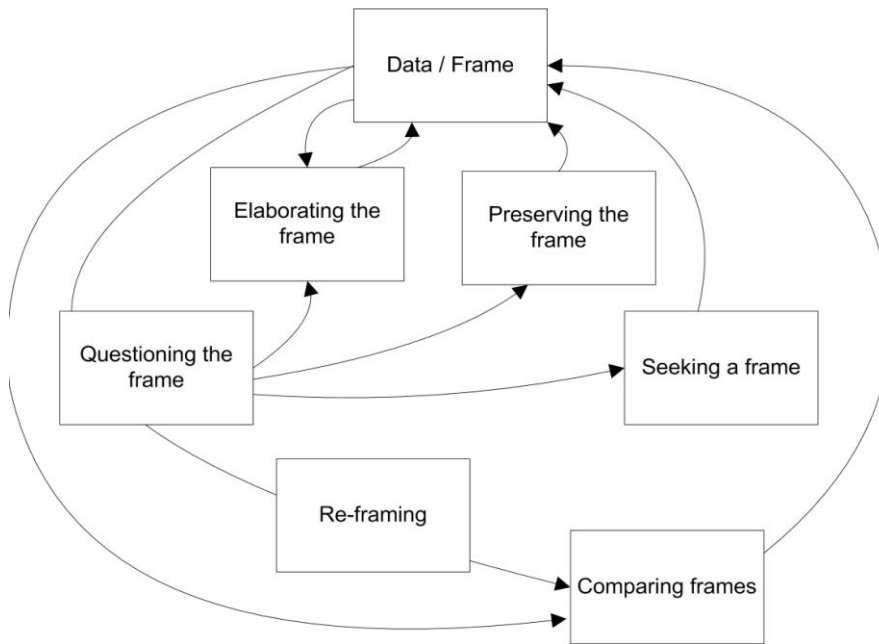 Data / Frame
Elaborating the
frame
Preserving the
frame
Questioning the
frame
Seeking a frame
Re-framing
Comparing frames